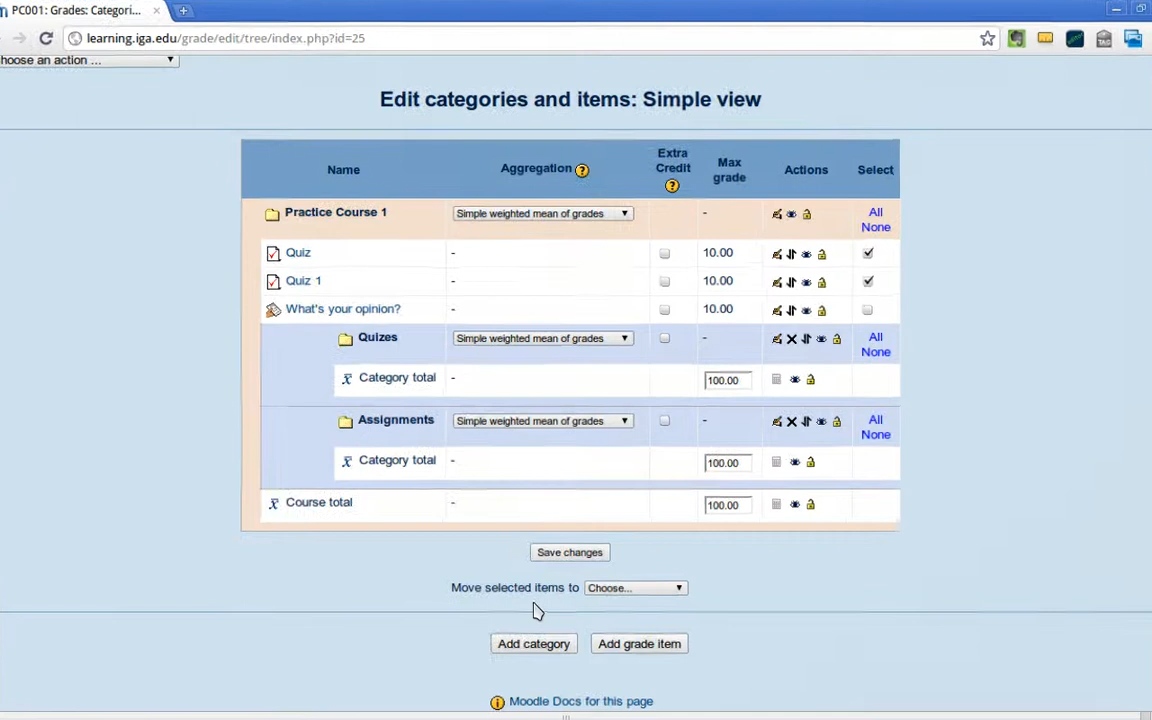 PC001: Grades: Categori...
learning.iga.edu/grade/edit/tree/index.php?id=25
hoose an action ...
Edit categories and items: Simple view
Name Aggregation Extra Credit Max grade Actions Select
Practice Course 1 Simple weighted mean of grades - All None
Quiz - 10.00
Quiz 1 - 10.00
What's your opinion? - 10.00
Quizes Simple weighted mean of grades - All None
Category total - 100.00
Assignments Simple weighted mean of grades - All None
Category total - 100.00
Course total - 100.00
Save changes
Move selected items to Choose...
Add category Add grade item
Moodle Docs for this page